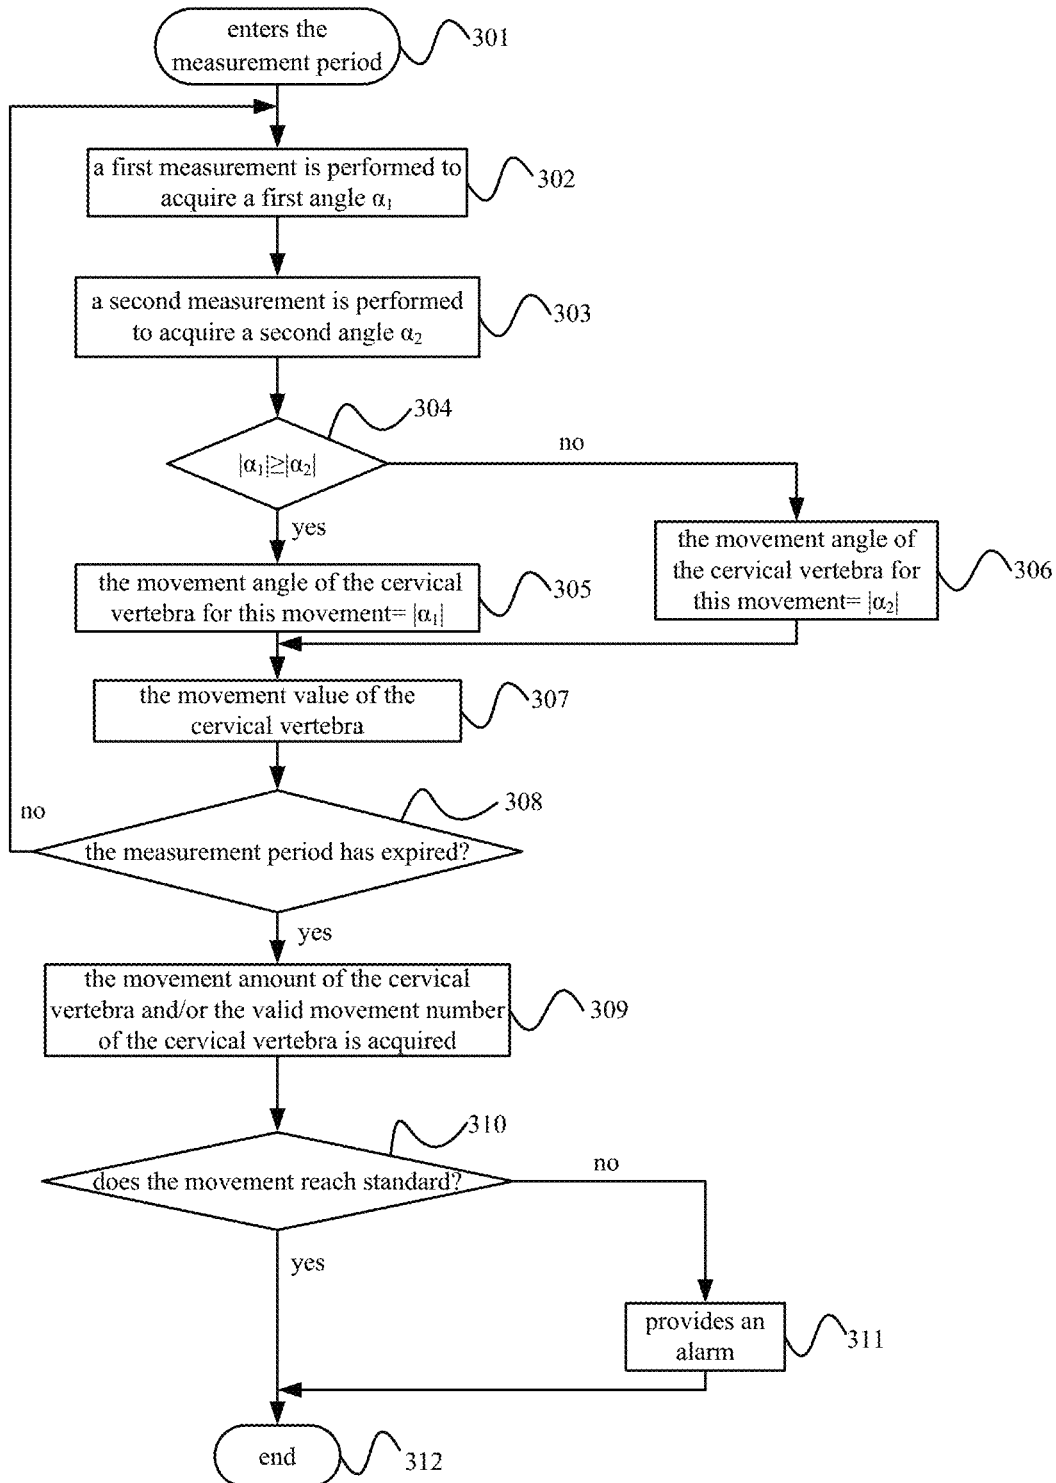 enters the
measurement period
301
a first measurement is performed to
acquire a first angle α₁
302
a second measurement is performed
to acquire a second angle α₂
303
304
|α₁|≥|α₂|
no
yes
the movement angle of the cervical
vertebra for this movement= |α₁|
305
the movement angle of
the cervical vertebra for
this movement= |α₂|
306
the movement value of the
cervical vertebra
307
308
no
the measurement period has expired?
yes
the movement amount of the cervical
vertebra and/or the valid movement number
of the cervical vertebra is acquired
309
310
does the movement reach standard?
no
yes
provides an
alarm
311
end
312